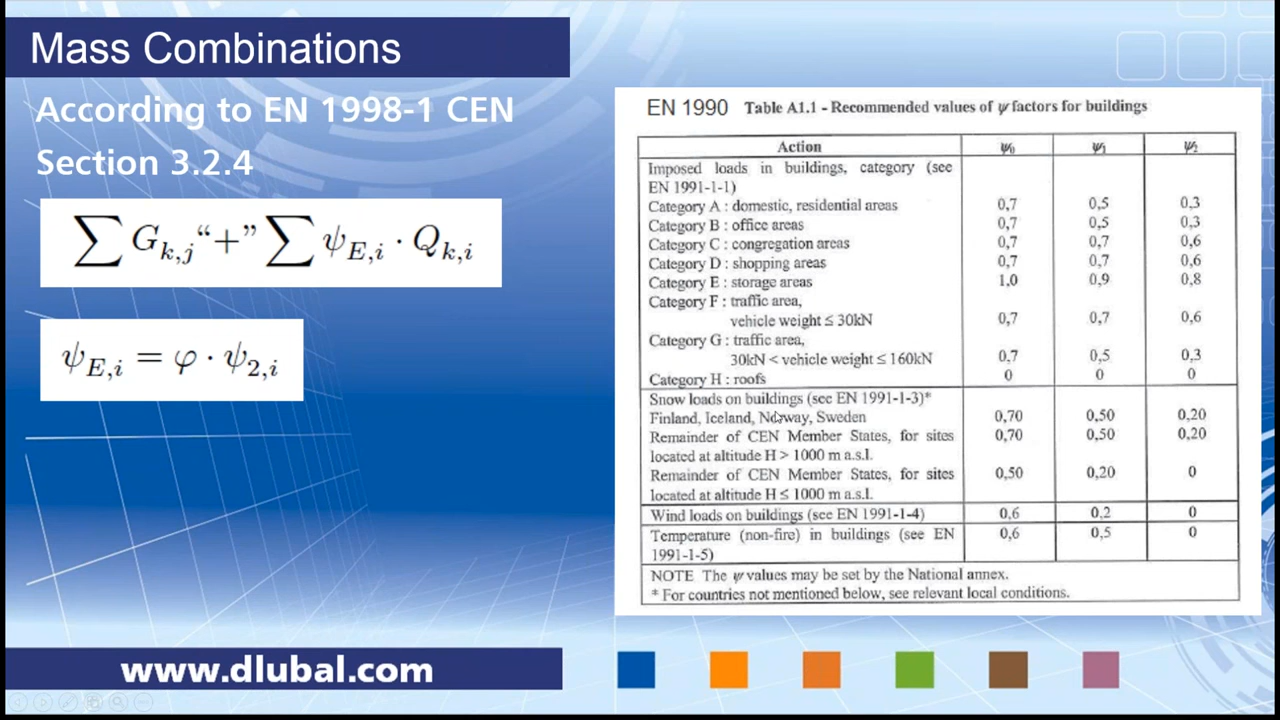 Mass Combinations
According to EN 1998-1 CEN
Section 3.2.4
∑ G_{k,j} “+” ∑ ψ_{E,i} · Q_{k,i}
ψ_{E,i} = φ · ψ_{2,i}
www.dlubal.com
EN 1990 Table A1.1 - Recommended values of ψ factors for buildings
Action ψ₀ ψ₁ ψ₂
Imposed loads in buildings, category (see
EN 1991-1-1)
Category A : domestic, residential areas 0,7 0,5 0,3
Category B : office areas 0,7 0,5 0,3
Category C : congregation areas 0,7 0,7 0,6
Category D : shopping areas 0,7 0,7 0,6
Category E : storage areas 1,0 0,9 0,8
Category F : traffic area,
vehicle weight ≤ 30kN 0,7 0,7 0,6
Category G : traffic area,
30kN < vehicle weight ≤ 160kN 0,7 0,5 0,3
Category H : roofs 0 0 0
Snow loads on buildings (see EN 1991-1-3)*
Finland, Iceland, Norway, Sweden 0,70 0,50 0,20
Remainder of CEN Member States, for sites 0,70 0,50 0,20
located at altitude H > 1000 m a.s.l.
Remainder of CEN Member States, for sites 0,50 0,20 0
located at altitude H ≤ 1000 m a.s.l.
Wind loads on buildings (see EN 1991-1-4) 0,6 0,2 0
Temperature (non-fire) in buildings (see EN 0,6 0,5 0
1991-1-5)
NOTE The ψ values may be set by the National annex.
* For countries not mentioned below, see relevant local conditions.